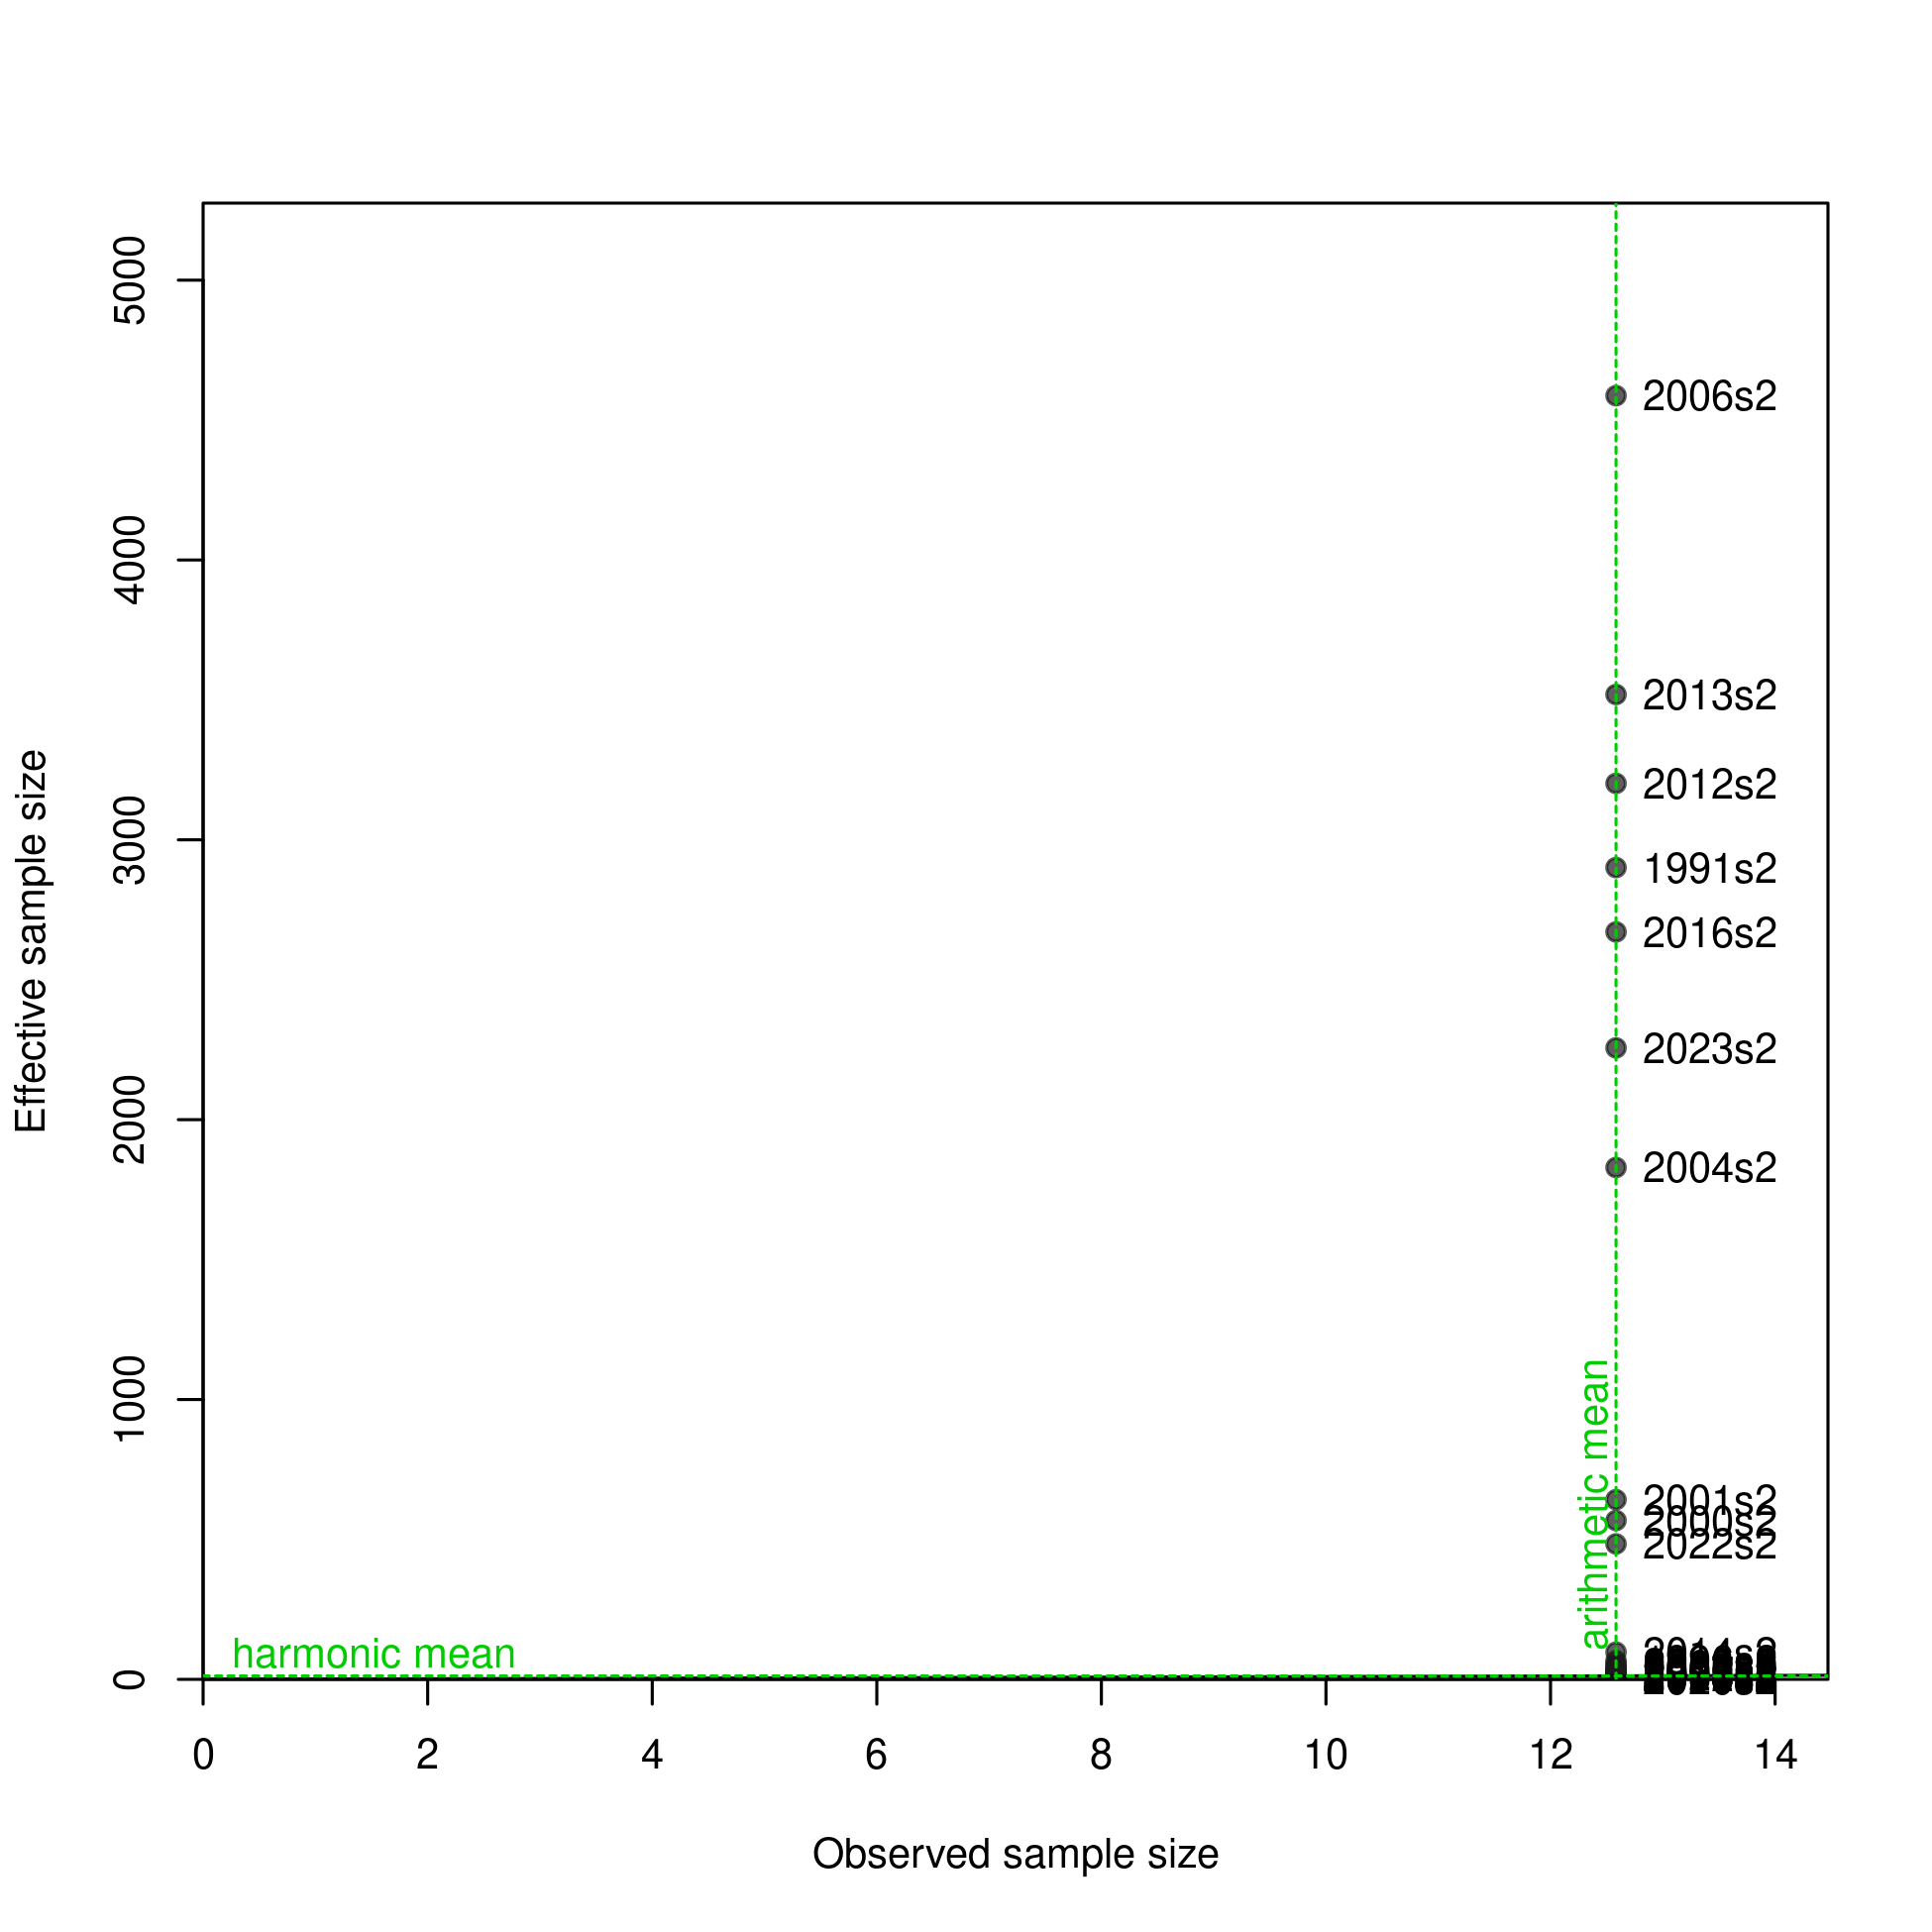 5000
4000
3000
2000
1000
0
Effective sample size
2006s2
2013s2
2012s2
1991s2
2016s2
2023s2
2004s2
2001s2
2000s2
2022s2
arithmetic mean
harmonic mean
0 2 4 6 8 10 12 14
Observed sample size